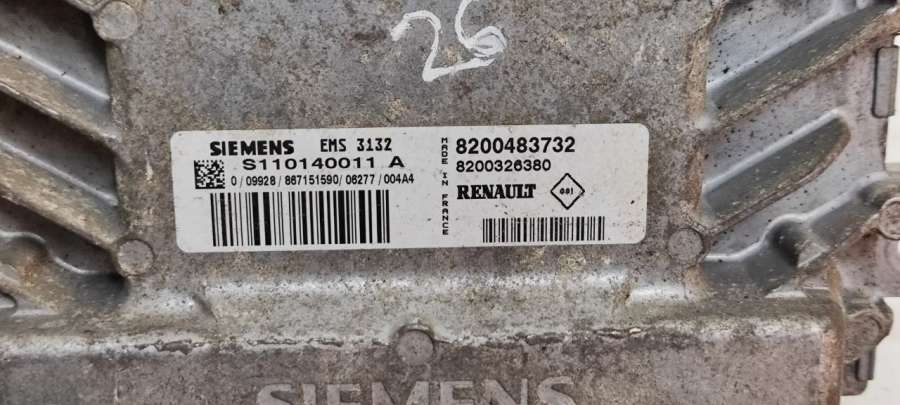 26
SIEMENS EMS 3132
S110140011 A
0 / 09928 / 867151590 / 06277 / 004A4
MADE IN FRANCE
8200483732
8200326380
RENAULT
SIEMENS